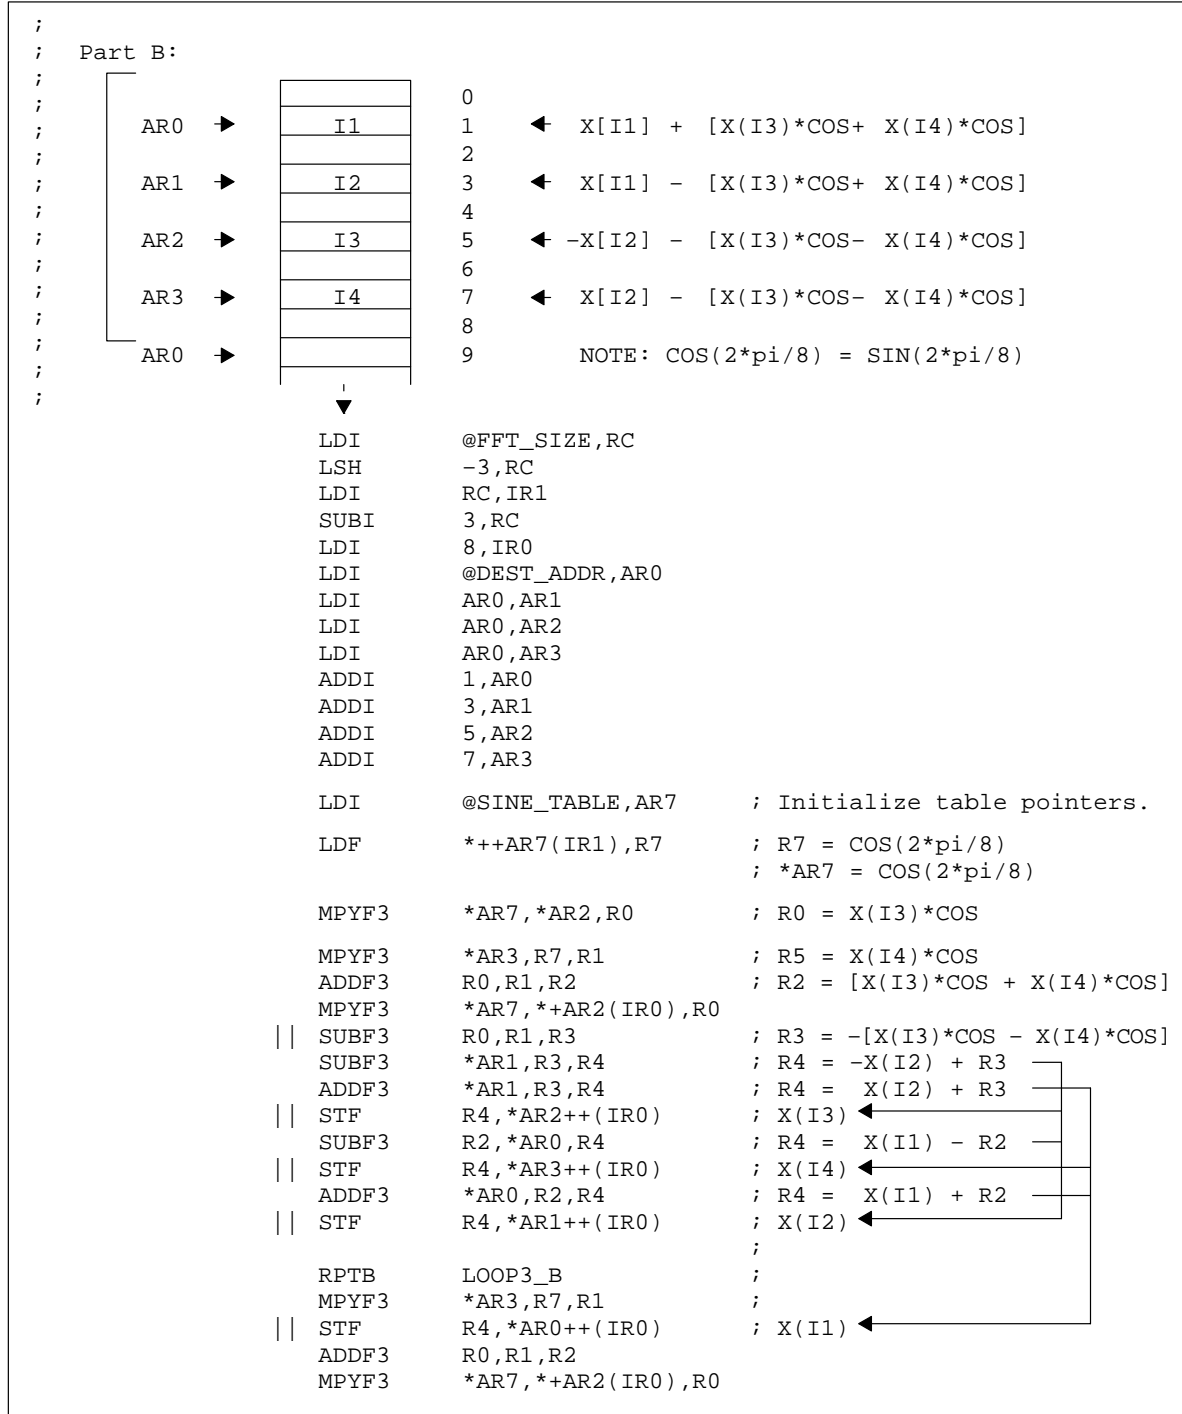 ;
; Part B:
;
; 0
; AR0 I1 1 X[I1] + [X(I3)*COS+ X(I4)*COS]
; 2
; AR1 I2 3 X[I1] – [X(I3)*COS+ X(I4)*COS]
; 4
; AR2 I3 5 –X[I2] – [X(I3)*COS– X(I4)*COS]
; 6
; AR3 I4 7 X[I2] – [X(I3)*COS– X(I4)*COS]
; 8
; AR0 9 NOTE: COS(2*pi/8) = SIN(2*pi/8)
;
;
LDI @FFT_SIZE,RC
LSH –3,RC
LDI RC,IR1
SUBI 3,RC
LDI 8,IR0
LDI @DEST_ADDR,AR0
LDI AR0,AR1
LDI AR0,AR2
LDI AR0,AR3
ADDI 1,AR0
ADDI 3,AR1
ADDI 5,AR2
ADDI 7,AR3
LDI @SINE_TABLE,AR7 ; Initialize table pointers.
LDF *++AR7(IR1),R7 ; R7 = COS(2*pi/8)
; *AR7 = COS(2*pi/8)
MPYF3 *AR7,*AR2,R0 ; R0 = X(I3)*COS
MPYF3 *AR3,R7,R1 ; R5 = X(I4)*COS
ADDF3 R0,R1,R2 ; R2 = [X(I3)*COS + X(I4)*COS]
MPYF3 *AR7,*+AR2(IR0),R0
|| SUBF3 R0,R1,R3 ; R3 = –[X(I3)*COS – X(I4)*COS]
SUBF3 *AR1,R3,R4 ; R4 = –X(I2) + R3
ADDF3 *AR1,R3,R4 ; R4 = X(I2) + R3
|| STF R4,*AR2++(IR0) ; X(I3)
SUBF3 R2,*AR0,R4 ; R4 = X(I1) – R2
|| STF R4,*AR3++(IR0) ; X(I4)
ADDF3 *AR0,R2,R4 ; R4 = X(I1) + R2
|| STF R4,*AR1++(IR0) ; X(I2)
;
RPTB LOOP3_B ;
MPYF3 *AR3,R7,R1 ;
|| STF R4,*AR0++(IR0) ; X(I1)
ADDF3 R0,R1,R2
MPYF3 *AR7,*+AR2(IR0),R0